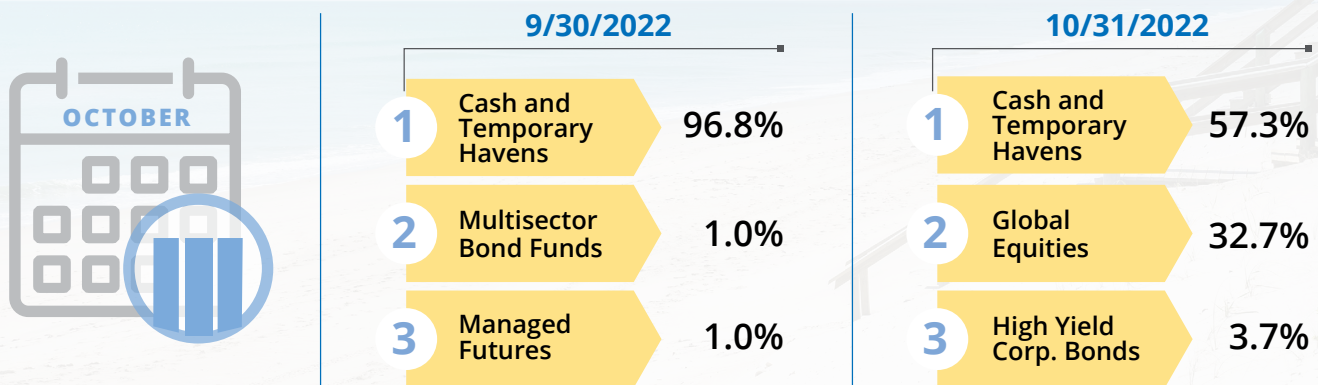 OCTOBER
9/30/2022
1
Cash and
Temporary
Havens
96.8%
2
Multisector
Bond Funds
1.0%
3
Managed
Futures
1.0%
10/31/2022
1
Cash and
Temporary
Havens
57.3%
2
Global
Equities
32.7%
3
High Yield
Corp. Bonds
3.7%